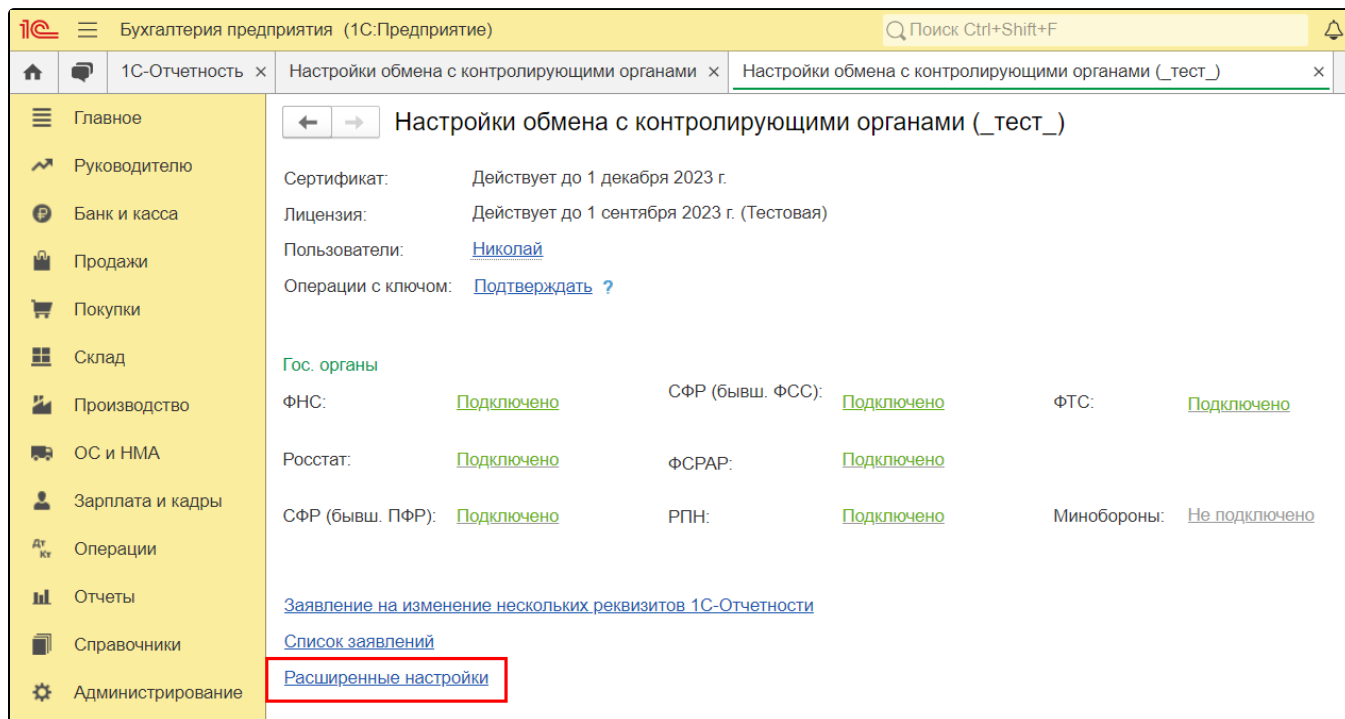 1С Бухгалтерия предприятия (1С:Предприятие) Поиск Ctrl+Shift+F
1С-Отчетность × Настройки обмена с контролирующими органами × Настройки обмена с контролирующими органами (_тест_) ×
Главное
Руководителю
Банк и касса
Продажи
Покупки
Склад
Производство
ОС и НМА
Зарплата и кадры
Дт Кт Операции
Отчеты
Справочники
Администрирование
Настройки обмена с контролирующими органами (_тест_)
Сертификат: Действует до 1 декабря 2023 г.
Лицензия: Действует до 1 сентября 2023 г. (Тестовая)
Пользователи: Николай
Операции с ключом: Подтверждать ?
Гос. органы
ФНС: Подключено СФР (бывш. ФСС): Подключено ФТС: Подключено
Росстат: Подключено ФСРАР: Подключено
СФР (бывш. ПФР): Подключено РПН: Подключено Минобороны: Не подключено
Заявление на изменение нескольких реквизитов 1С-Отчетности
Список заявлений
Расширенные настройки